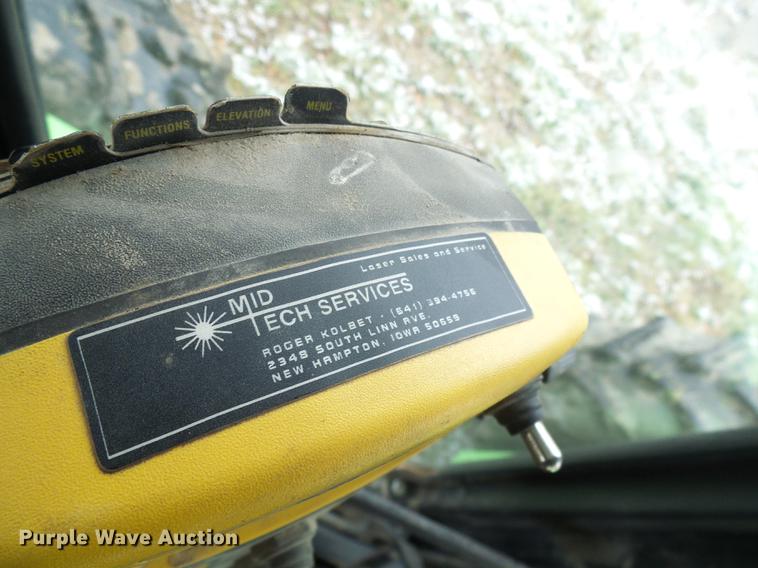 SYSTEM
FUNCTIONS
ELEVATION
MENU
Laser Sales and Service
MID
TECH SERVICES
ROGER KOLBET - (641) 394-4756
2348 SOUTH LINN AVE.
NEW HAMPTON, IOWA 50659
Purple Wave Auction